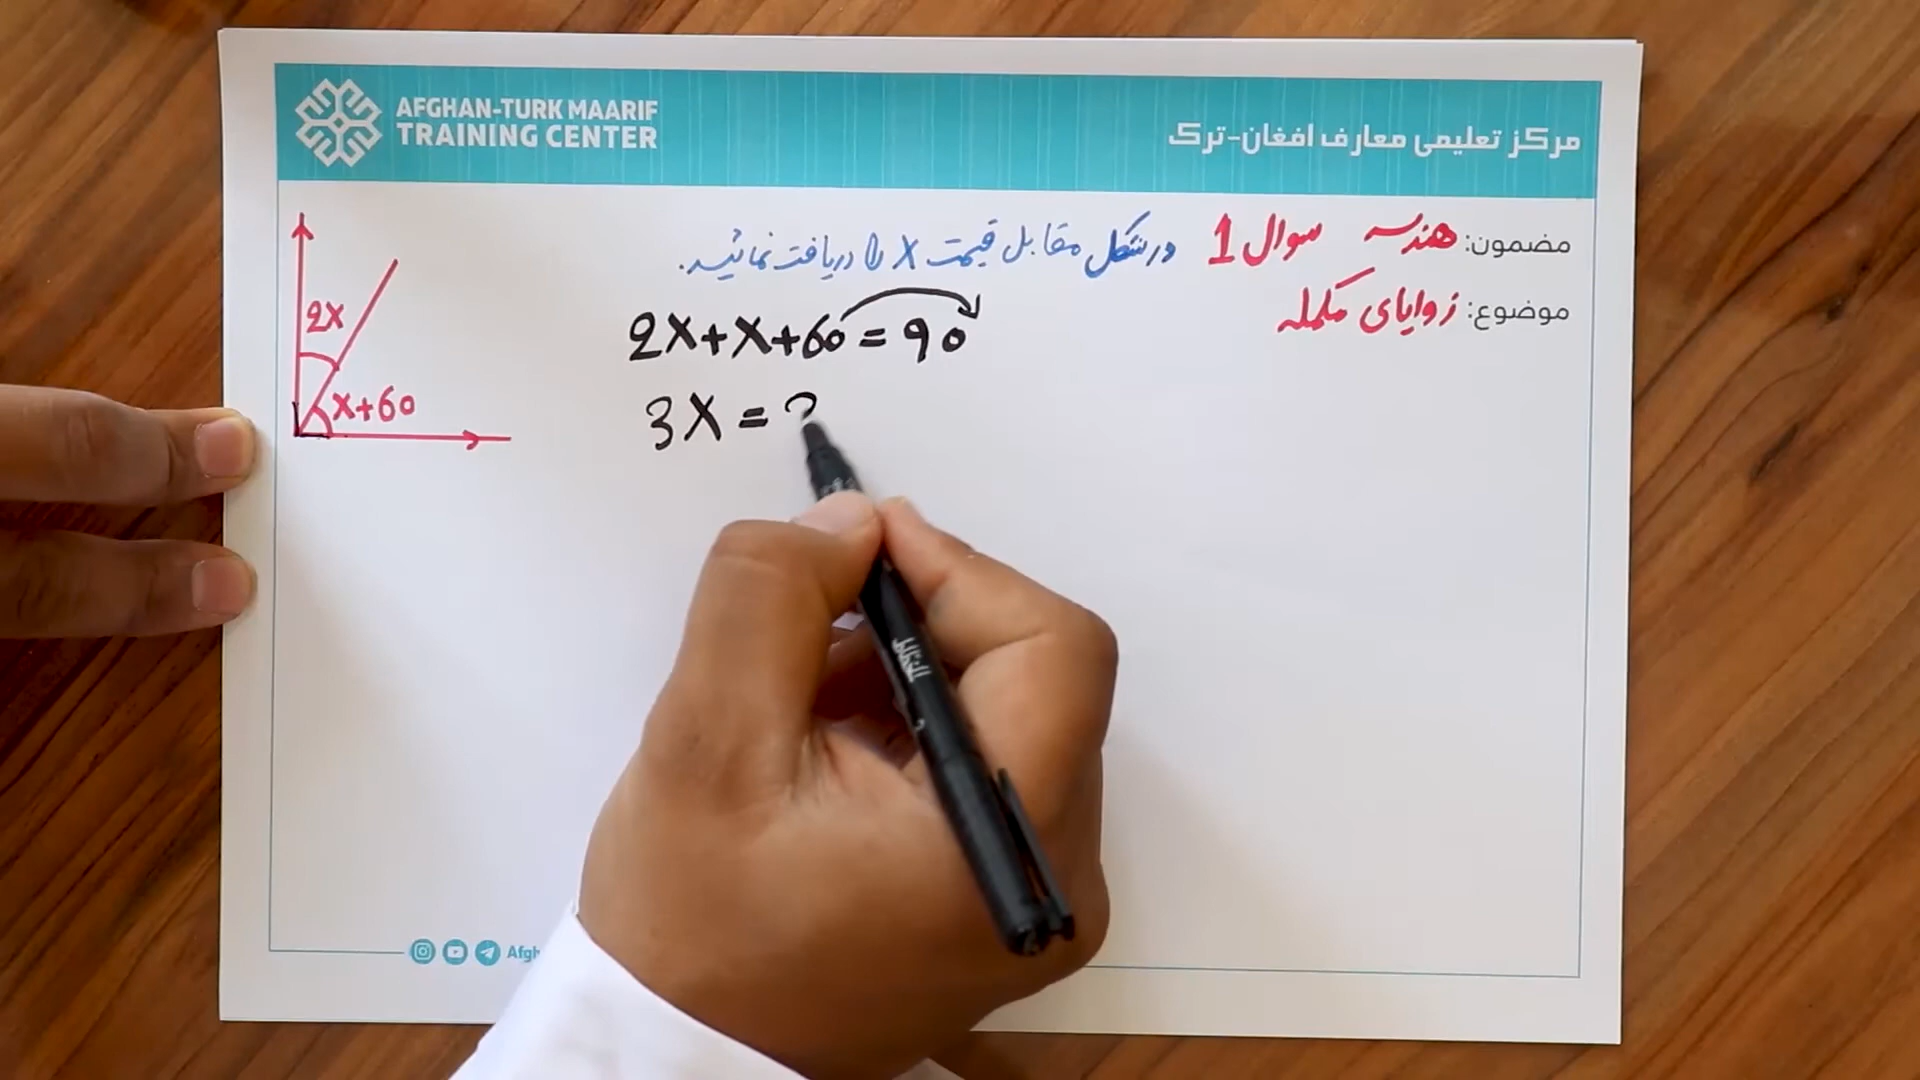 AFGHAN-TURK MAARIF
TRAINING CENTER
مرکز تعلیمی معارف افغان-ترک
مضمون: هندسه سوال 1 در شکل مقابل قیمت X را دریافت نمائید.
موضوع: زوایای مکمله
2X
X+60
2X+X+60=90
3X=